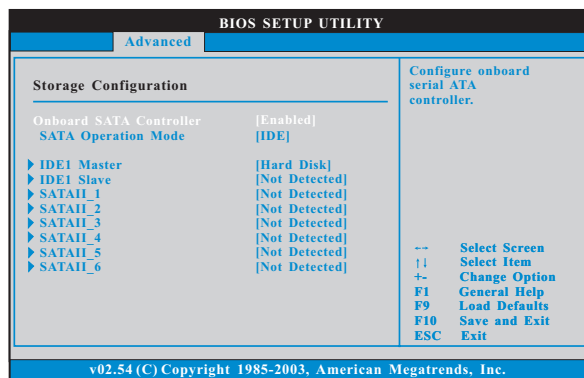 BIOS SETUP UTILITY
Advanced
Storage Configuration
Onboard SATA Controller [Enabled]
SATA Operation Mode [IDE]
IDE1 Master [Hard Disk]
IDE1 Slave [Not Detected]
SATAII_1 [Not Detected]
SATAII_2 [Not Detected]
SATAII_3 [Not Detected]
SATAII_4 [Not Detected]
SATAII_5 [Not Detected]
SATAII_6 [Not Detected]
Configure onboard
serial ATA
controller.
←→ Select Screen
↑↓ Select Item
+- Change Option
F1 General Help
F9 Load Defaults
F10 Save and Exit
ESC Exit
v02.54 (C) Copyright 1985-2003, American Megatrends, Inc.